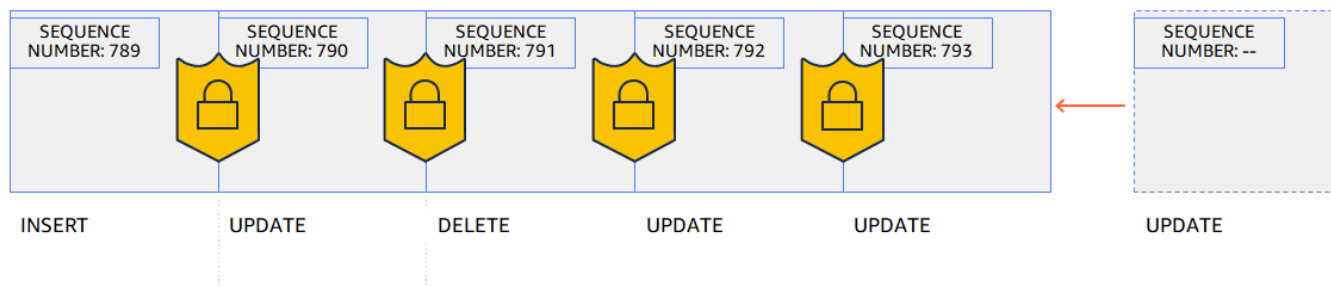 SEQUENCE
NUMBER: 789
SEQUENCE
NUMBER: 790
SEQUENCE
NUMBER: 791
SEQUENCE
NUMBER: 792
SEQUENCE
NUMBER: 793
SEQUENCE
NUMBER: --
INSERT
UPDATE
DELETE
UPDATE
UPDATE
UPDATE